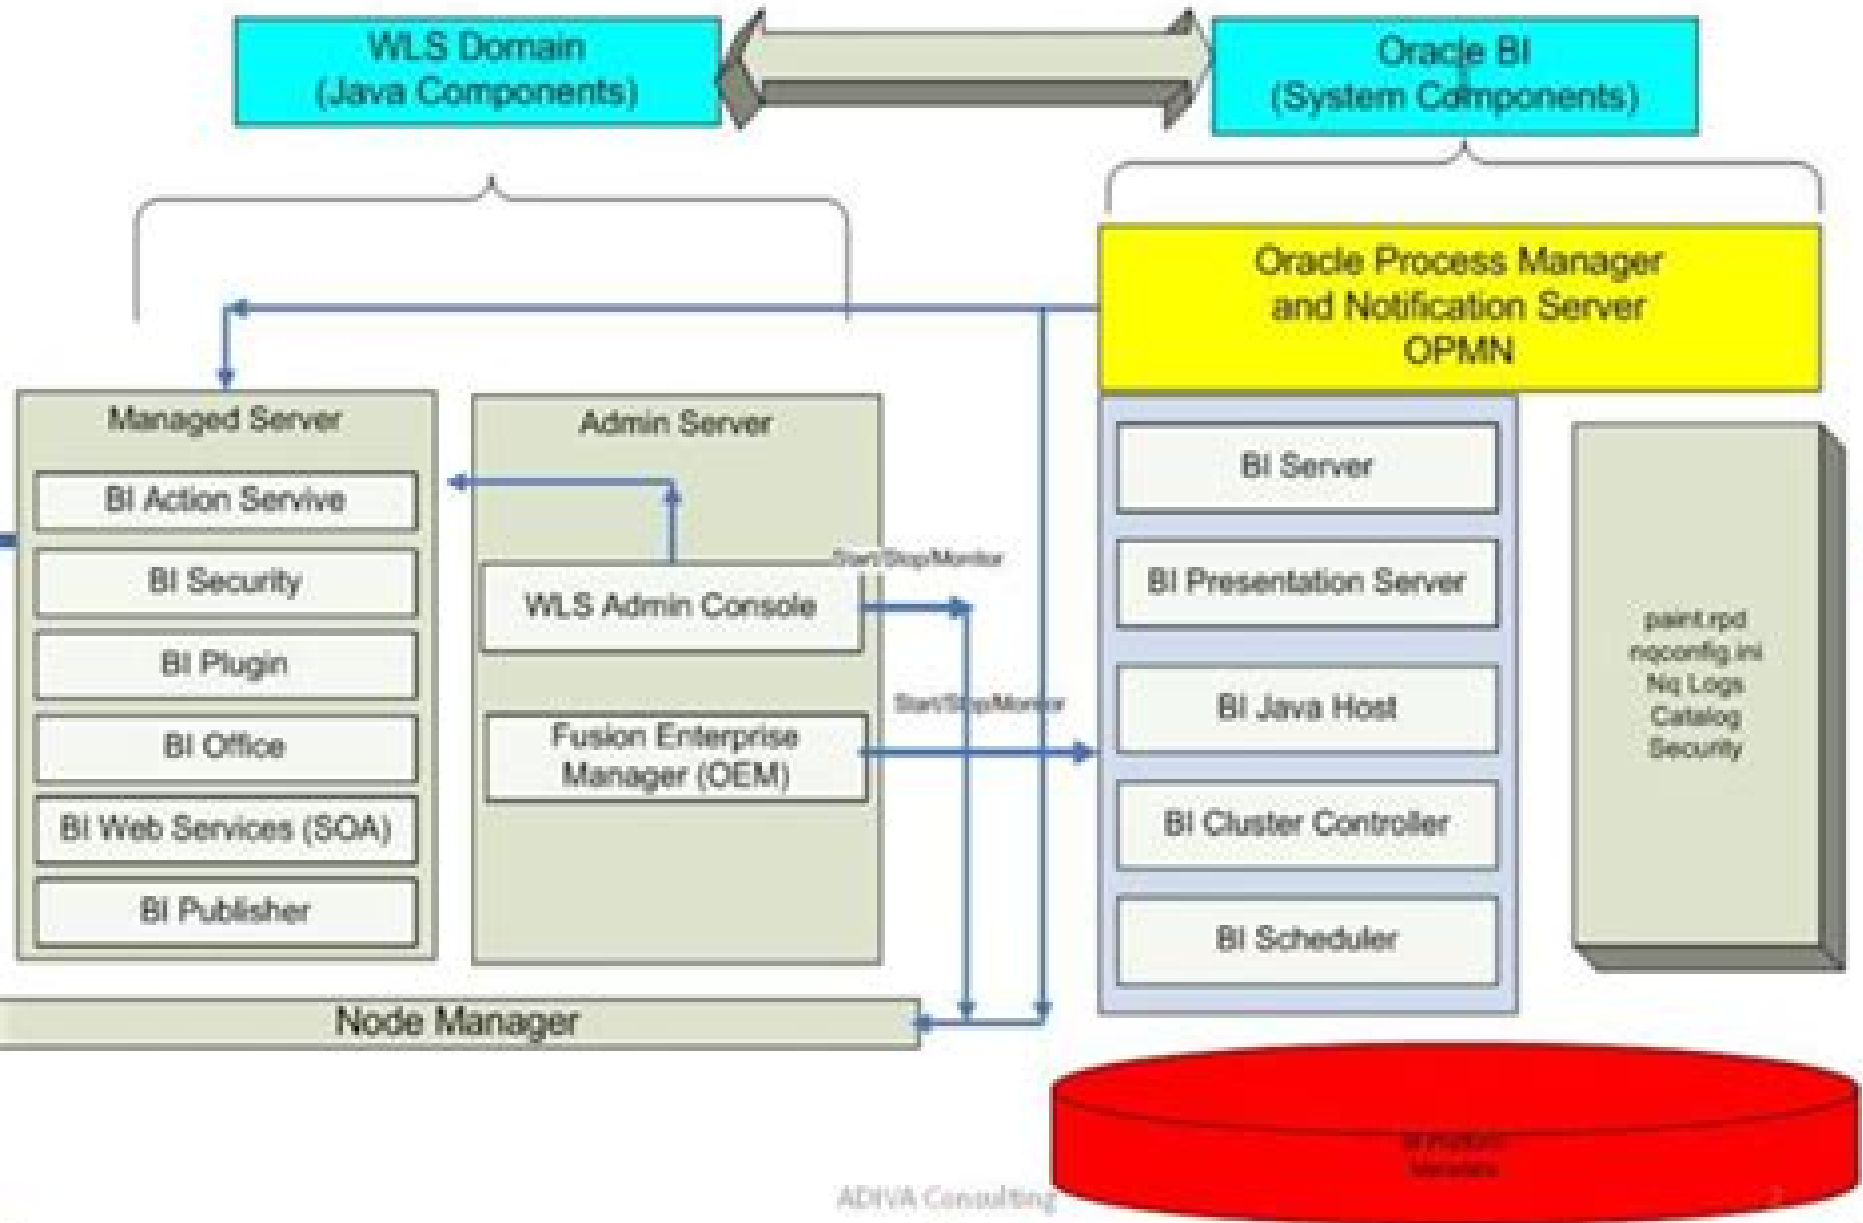 WLS Domain
(Java Components)
Oracle BI
(System Components)
Oracle Process Manager
and Notification Server
OPMN
Managed Server
BI Action Servive
BI Security
BI Plugin
BI Office
BI Web Services (SOA)
BI Publisher
Admin Server
Start/Stop/Monitor
WLS Admin Console
Start/Stop/Monitor
Fusion Enterprise
Manager (OEM)
BI Server
BI Presentation Server
BI Java Host
BI Cluster Controller
BI Scheduler
paint.rpd
nqconfig.ini
Nq Logs
Catalog
Security
Node Manager
ADIVA Consulting